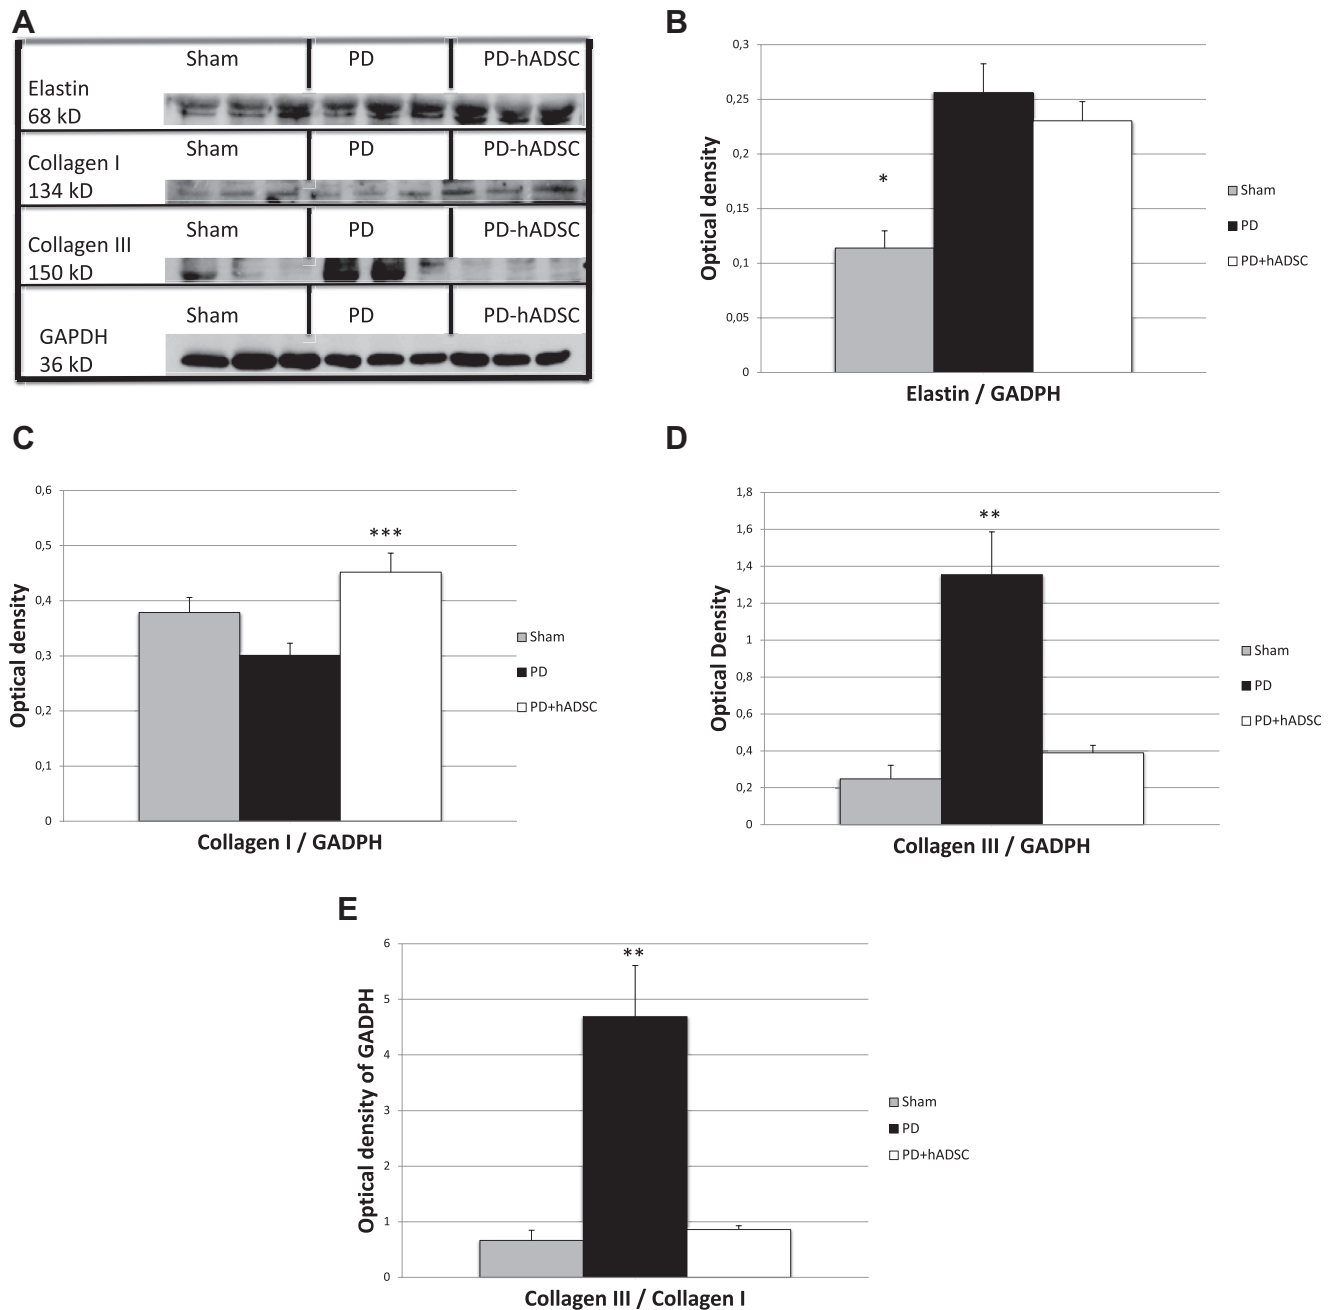 A
Sham PD PD-hADSC
Elastin
68 kD
Sham PD PD-hADSC
Collagen I
134 kD
Sham PD PD-hADSC
Collagen III
150 kD
Sham PD PD-hADSC
GAPDH
36 kD
B
0,3
0,25
0,2
0,15
0,1
0,05
0
Optical density
*
Elastin / GADPH
Sham
PD
PD+hADSC
C
0,6
0,5
0,4
0,3
0,2
0,1
0
Optical density
***
Collagen I / GADPH
Sham
PD
PD+hADSC
D
1,8
1,6
1,4
1,2
1
0,8
0,6
0,4
0,2
0
Optical Density
**
Collagen III / GADPH
Sham
PD
PD+hADSC
E
6
5
4
3
2
1
0
Optical density of GADPH
**
Collagen III / Collagen I
Sham
PD
PD+hADSC